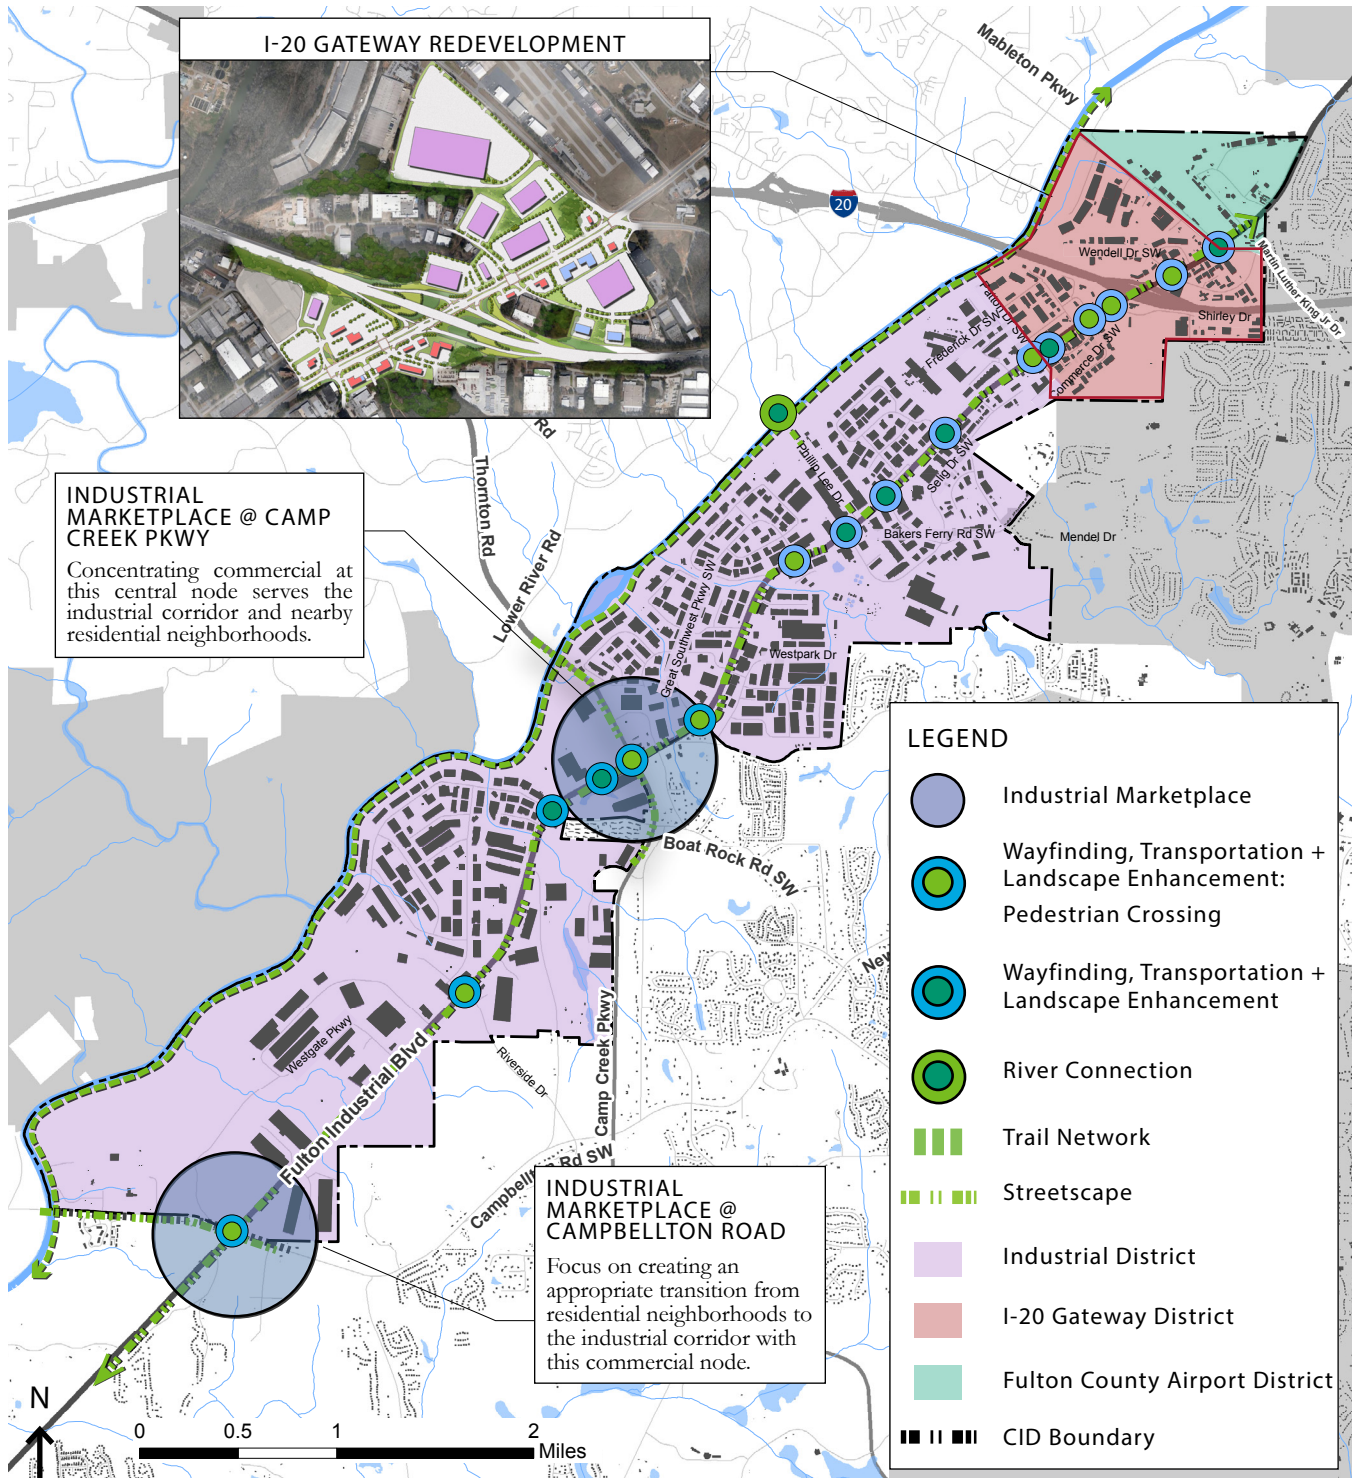 I-20 GATEWAY REDEVELOPMENT
Mableton Pkwy
20
Wendell Dr SW
Martin Luther King Jr Dr
Shirley Dr
Frederick Dr SW
Commerce Dr SW
Rd
Thornton Rd
Phillip Lee Dr
Selig Dr SW
Bakers Ferry Rd SW
Mendel Dr
INDUSTRIAL
MARKETPLACE @ CAMP
CREEK PKWY
Concentrating commercial at
this central node serves the
industrial corridor and nearby
residential neighborhoods.
Lower River Rd
Great Southwest Pkwy SW
Westpark Dr
Boat Rock Rd SW
New
Camp Creek Pkwy
Westgate Pkwy
Riverside Dr
Fulton Industrial Blvd
Campbellton Rd SW
INDUSTRIAL
MARKETPLACE @
CAMPBELLTON ROAD
Focus on creating an
appropriate transition from
residential neighborhoods to
the industrial corridor with
this commercial node.
LEGEND
Industrial Marketplace
Wayfinding, Transportation +
Landscape Enhancement:
Pedestrian Crossing
Wayfinding, Transportation +
Landscape Enhancement
River Connection
Trail Network
Streetscape
Industrial District
I-20 Gateway District
Fulton County Airport District
CID Boundary
N
0 0.5 1 2
Miles